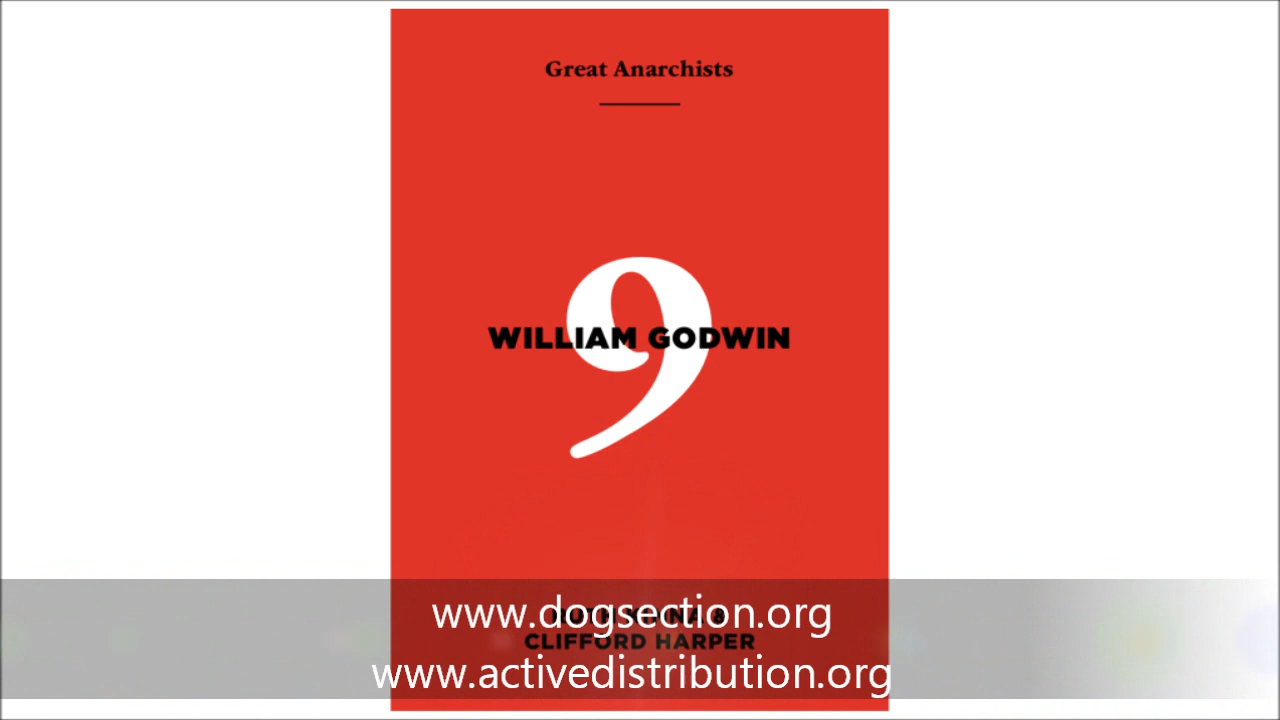 Great Anarchists
9
WILLIAM GODWIN
www.dogsection.org
CLIFFORD HARPER
www.activedistribution.org